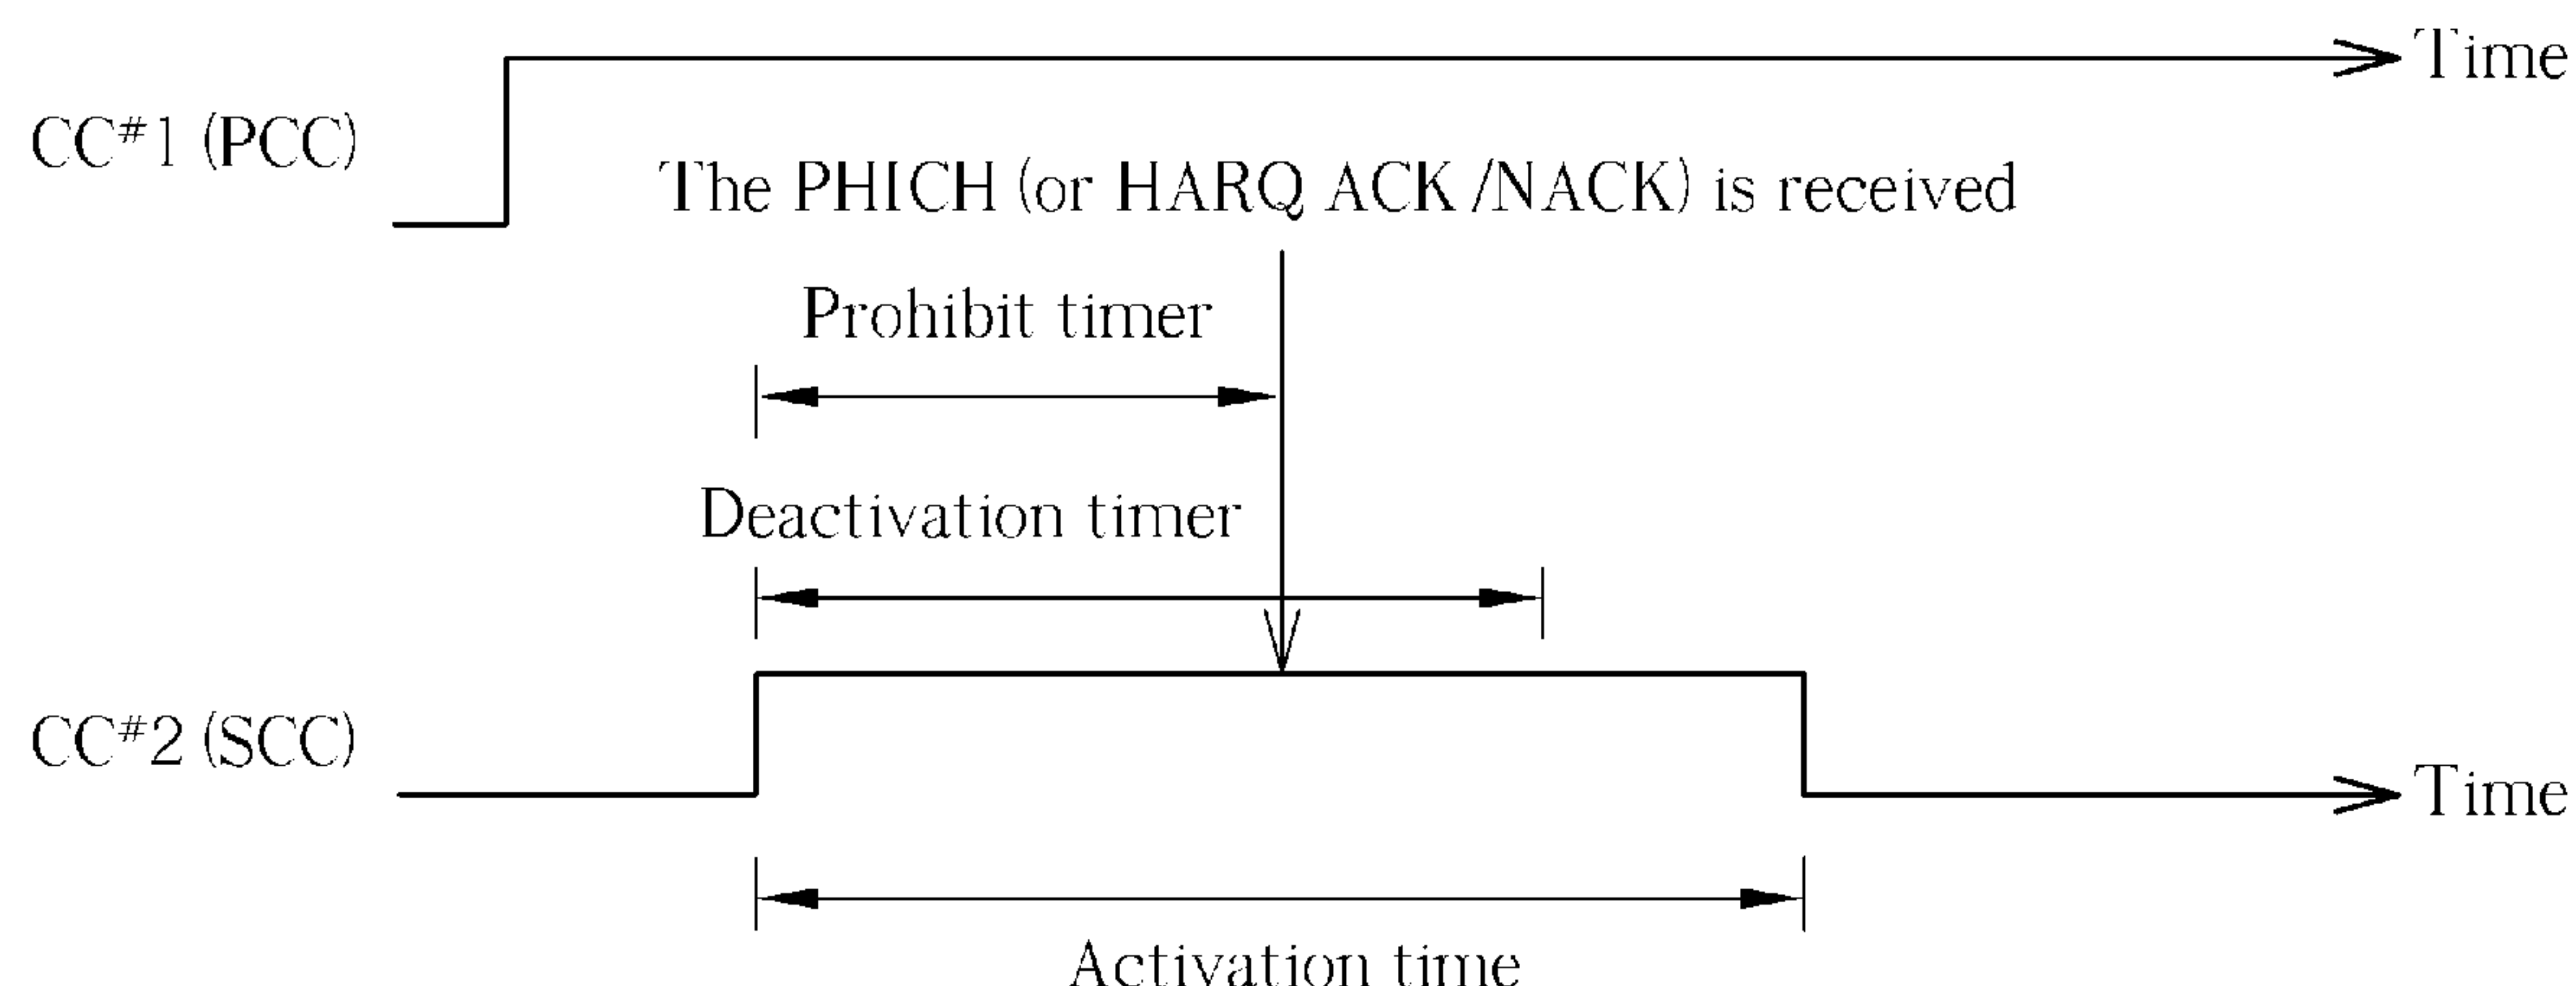 Time
CC#1 (PCC)
The PHICH (or HARQ ACK/NACK) is received
Prohibit timer
Deactivation timer
CC#2 (SCC)
Time
Activation time